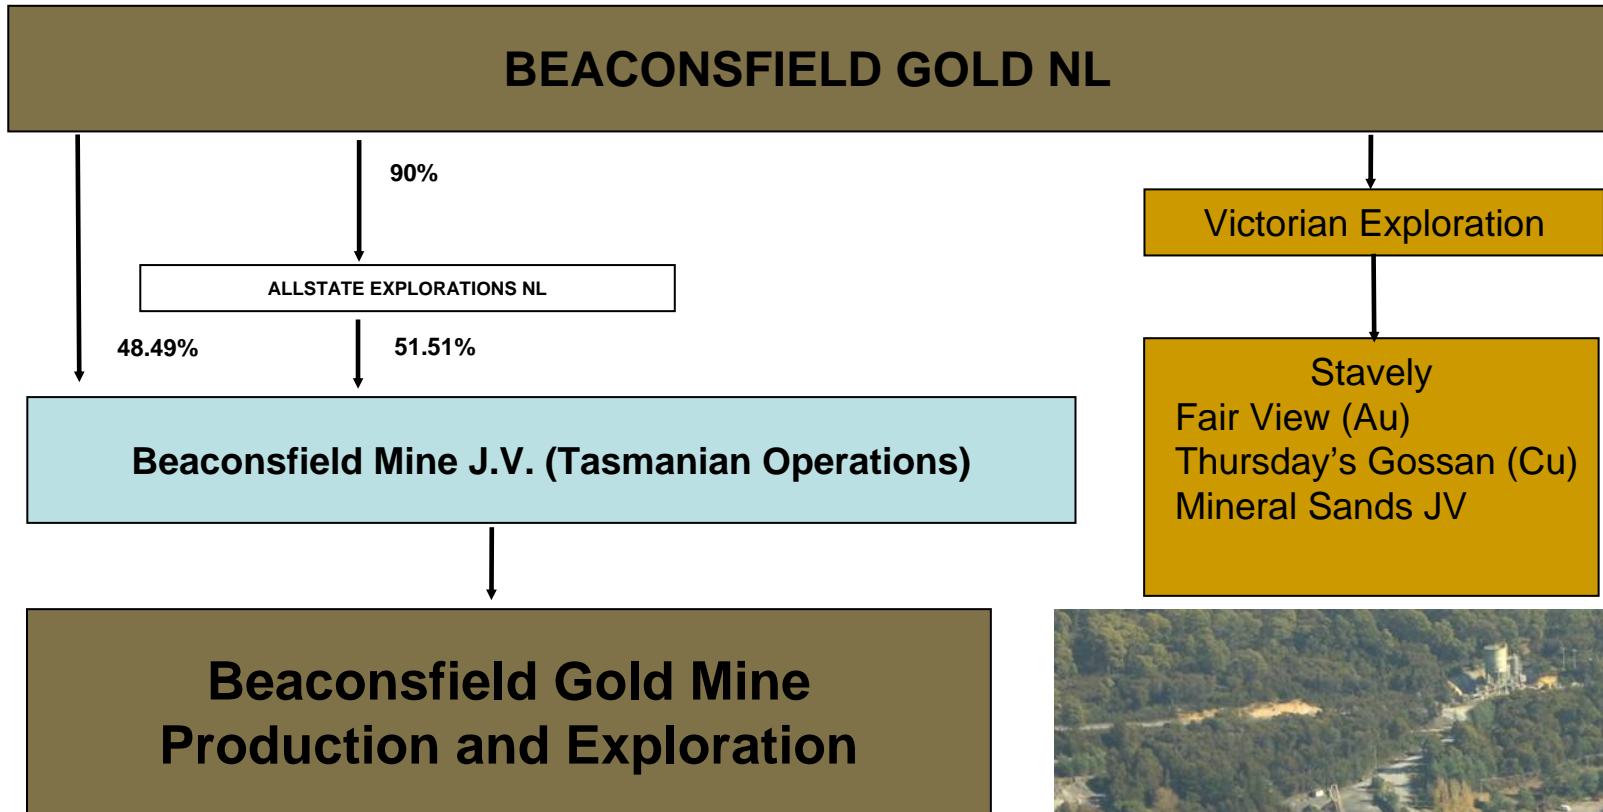 BEACONSFIELD GOLD NL
90%
Victorian Exploration
ALLSTATE EXPLORATIONS NL
48.49%
51.51%
Stavely
Fair View (Au)
Thursday’s Gossan (Cu)
Mineral Sands JV
Beaconsfield Mine J.V. (Tasmanian Operations)
Beaconsfield Gold Mine
Production and Exploration